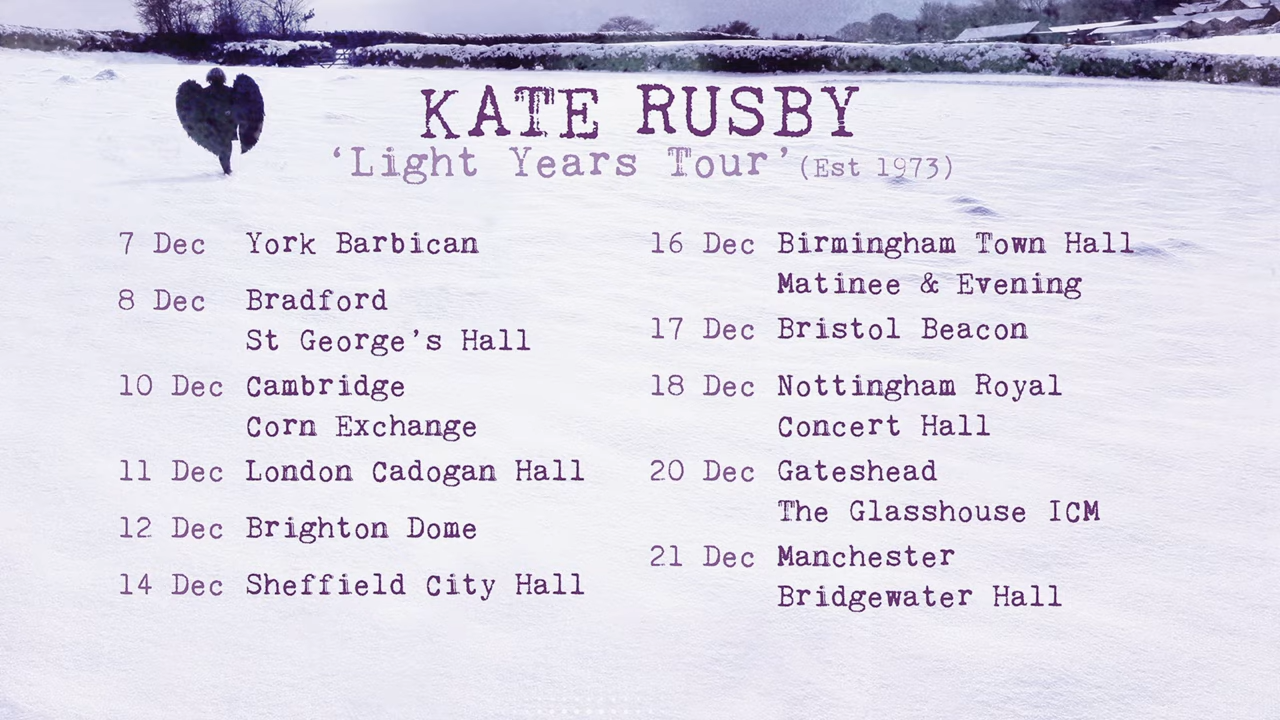 KATE RUSBY
‘Light Years Tour’ (Est 1973)
7 Dec York Barbican
8 Dec Bradford
St George’s Hall
10 Dec Cambridge
Corn Exchange
11 Dec London Cadogan Hall
12 Dec Brighton Dome
14 Dec Sheffield City Hall
16 Dec Birmingham Town Hall
Matinee & Evening
17 Dec Bristol Beacon
18 Dec Nottingham Royal
Concert Hall
20 Dec Gateshead
The Glasshouse ICM
21 Dec Manchester
Bridgewater Hall